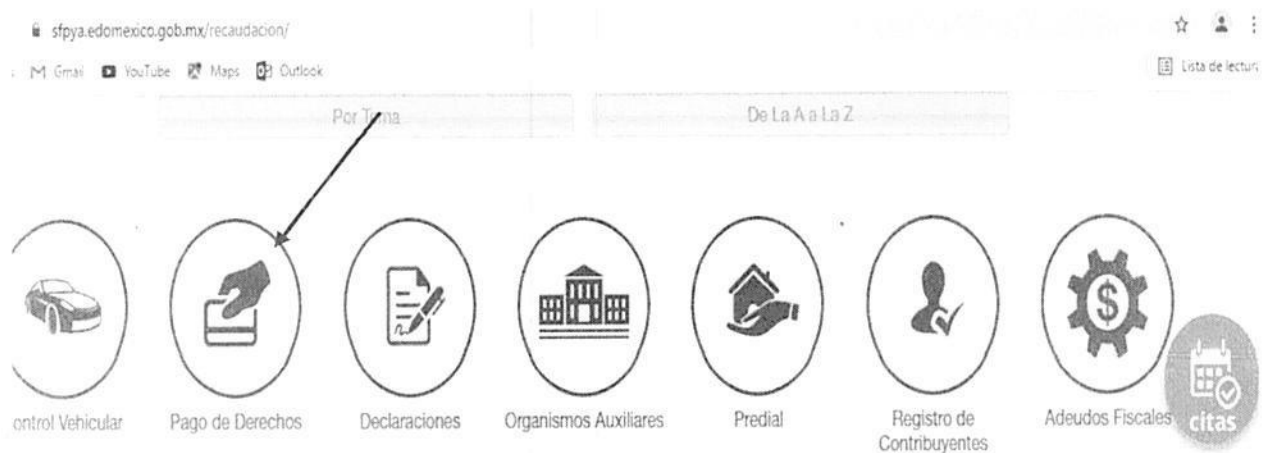 sfpya.edomexico.gob.mx/recaudacion/
M Gmail YouTube Maps Outlook
Lista de lectura
Por Tema
De La A a La Z
ontrol Vehicular
Pago de Derechos
Declaraciones
Organismos Auxiliares
Predial
Registro de
Contribuyentes
Adeudos Fiscales
$
citas